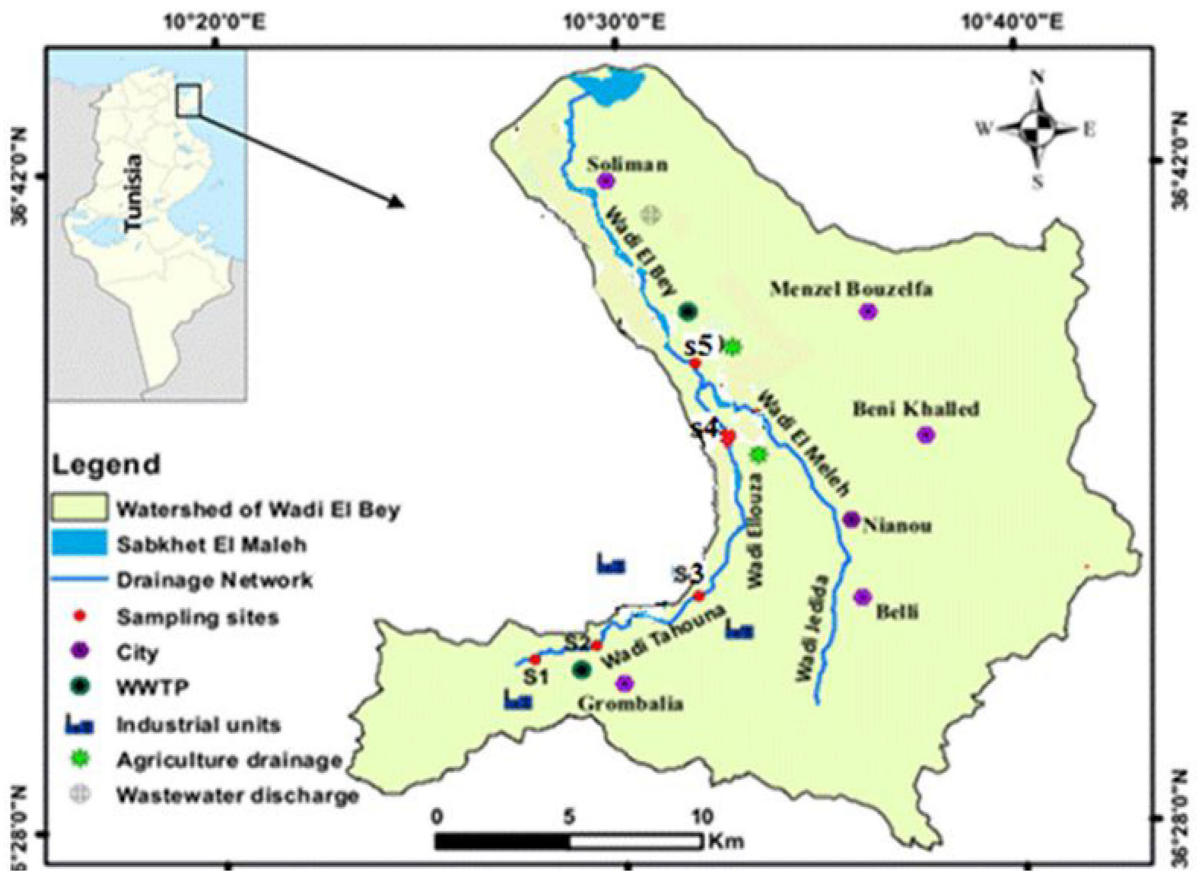 10°20'0"E
10°30'0"E
10°40'0"E
36°42'0"N
36°42'0"N
Tunisia
N
W
E
S
Soliman
Wadi El Bey
Menzel Bouzelfa
s5
Wadi El Meleh
Beni Khalled
s4
Wadi Ellouza
Nianou
s3
Wadi Jedida
Belli
Wadi Tahouna
S2
S1
Grombalia
Legend
Watershed of Wadi El Bey
Sabkhet El Maleh
Drainage Network
Sampling sites
City
WWTP
Industrial units
Agriculture drainage
Wastewater discharge
0
5
10
Km
6°28'0"N
36°28'0"N